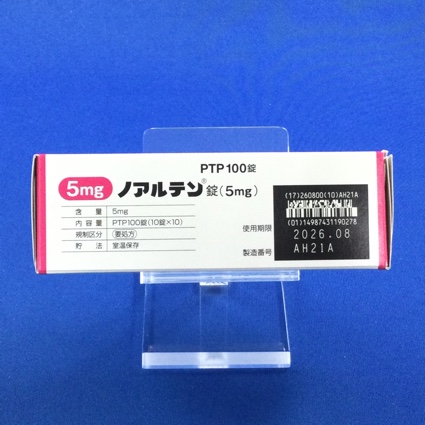 PTP100錠
5mg ノアルテン®錠(5mg)
含量 5mg
内容量 PTP100錠(10錠×10)
規制区分 要処方
貯法 室温保存
(17)260800(10)AH21A
(01)14987431190278
使用期限 2026.08
製造番号 AH21A